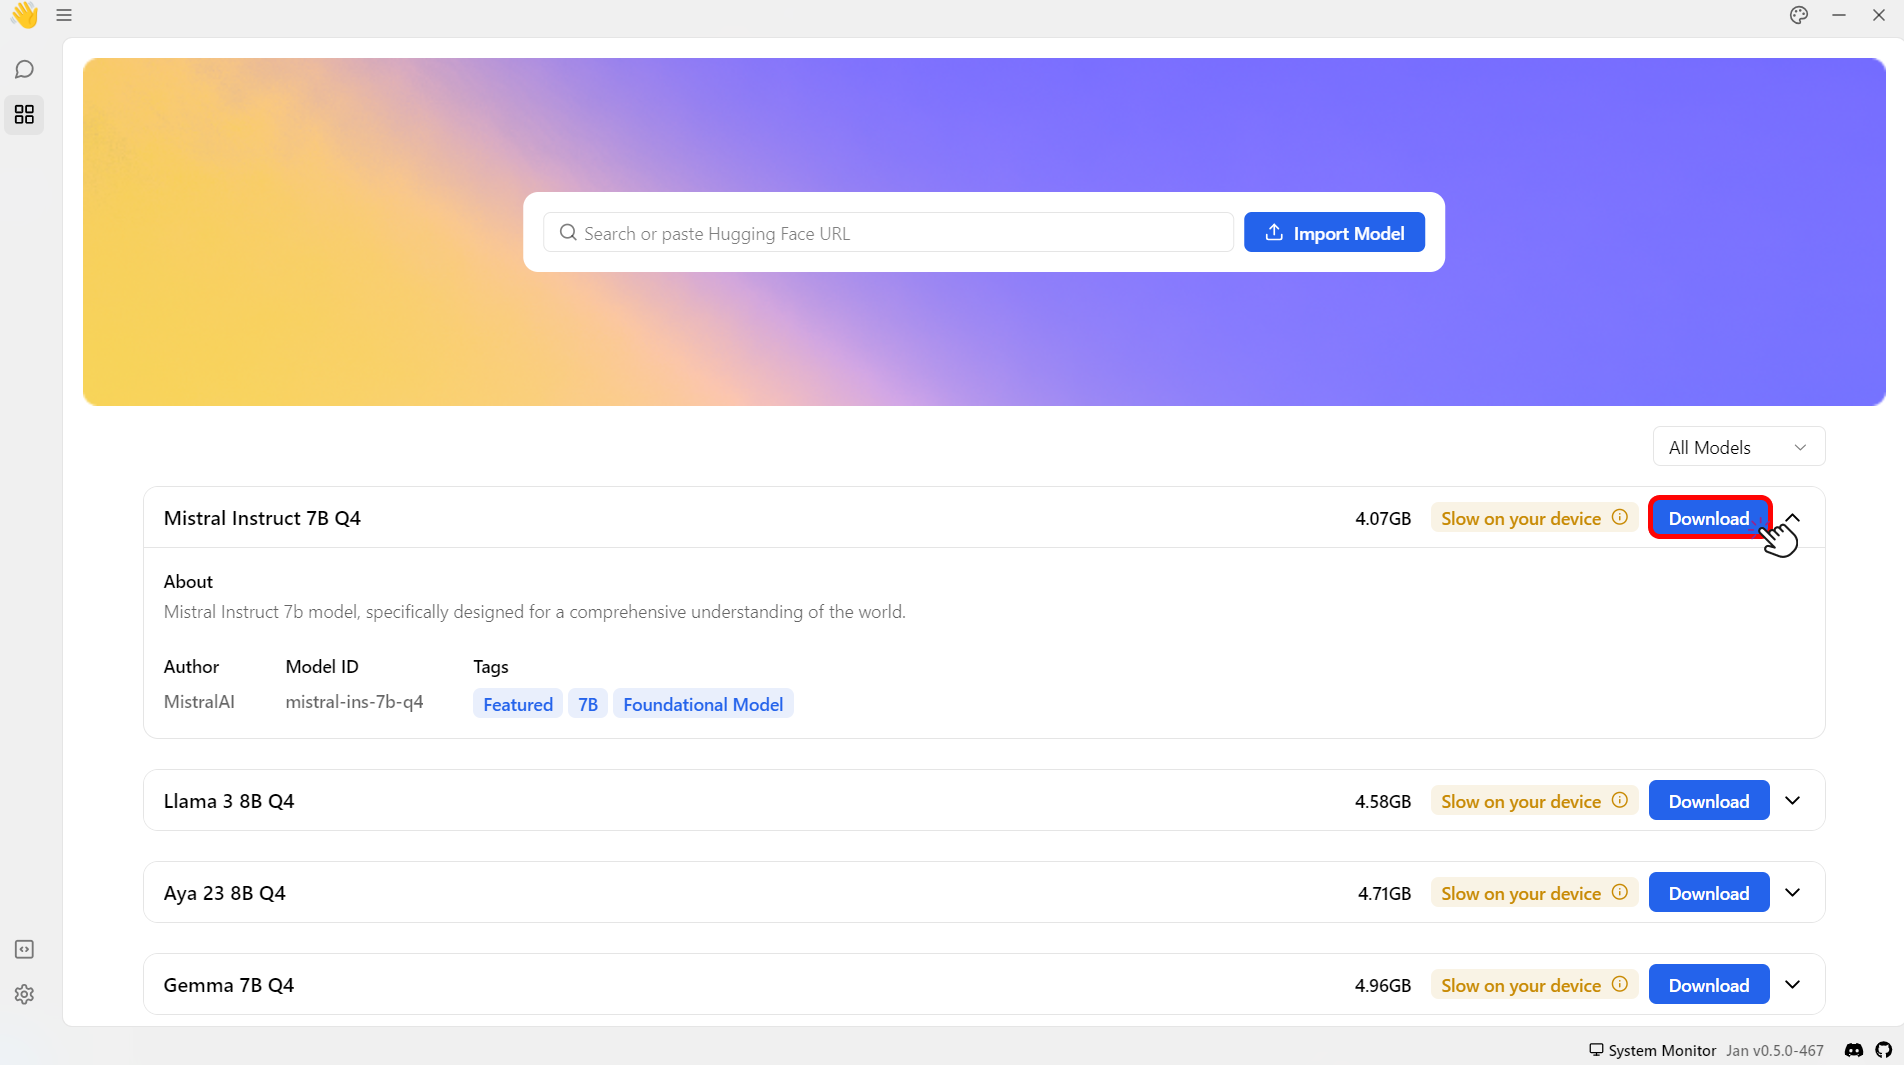 Search or paste Hugging Face URL
Import Model
All Models
Mistral Instruct 7B Q4 4.07GB Slow on your device Download
About
Mistral Instruct 7b model, specifically designed for a comprehensive understanding of the world.
Author Model ID Tags
MistralAI mistral-ins-7b-q4 Featured 7B Foundational Model
Llama 3 8B Q4 4.58GB Slow on your device Download
Aya 23 8B Q4 4.71GB Slow on your device Download
Gemma 7B Q4 4.96GB Slow on your device Download
System Monitor Jan v0.5.0-467